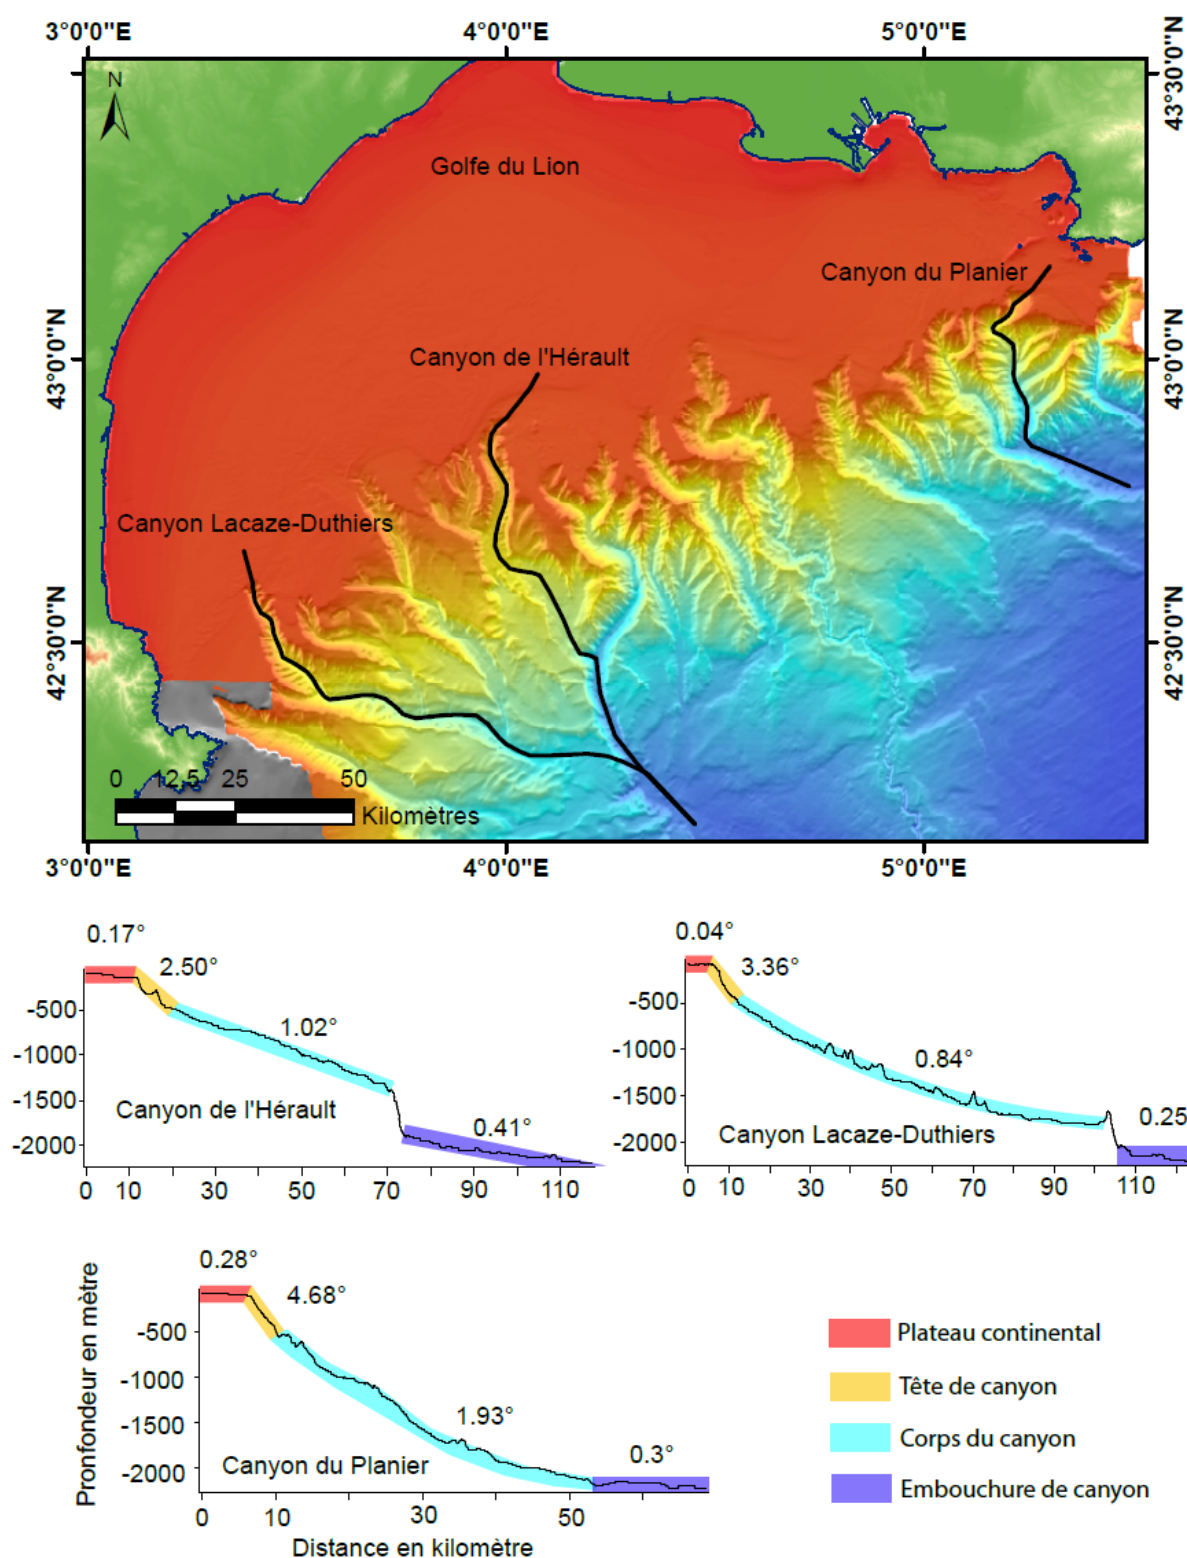 3°0'0"E 4°0'0"E 5°0'0"E
43°30'0"N
N
Golfe du Lion
Canyon du Planier
43°0'0"N 43°0'0"N
Canyon de l'Hérault
Canyon Lacaze-Duthiers
42°30'0"N 42°30'0"N
0 12,5 25 50
Kilomètres
3°0'0"E 4°0'0"E 5°0'0"E
0.17°
2.50°
1.02°
0.41°
-500
-1000
-1500
-2000
Canyon de l'Hérault
0 10 30 50 70 90 110
0.04°
3.36°
0.84°
0.25
-500
-1000
-1500
-2000
Canyon Lacaze-Duthiers
0 10 30 50 70 90 110
0.28°
4.68°
1.93°
0.3°
Pronfondeur en mètre
-500
-1000
-1500
-2000
Canyon du Planier
0 10 30 50
Distance en kilomètre
Plateau continental
Tête de canyon
Corps du canyon
Embouchure de canyon